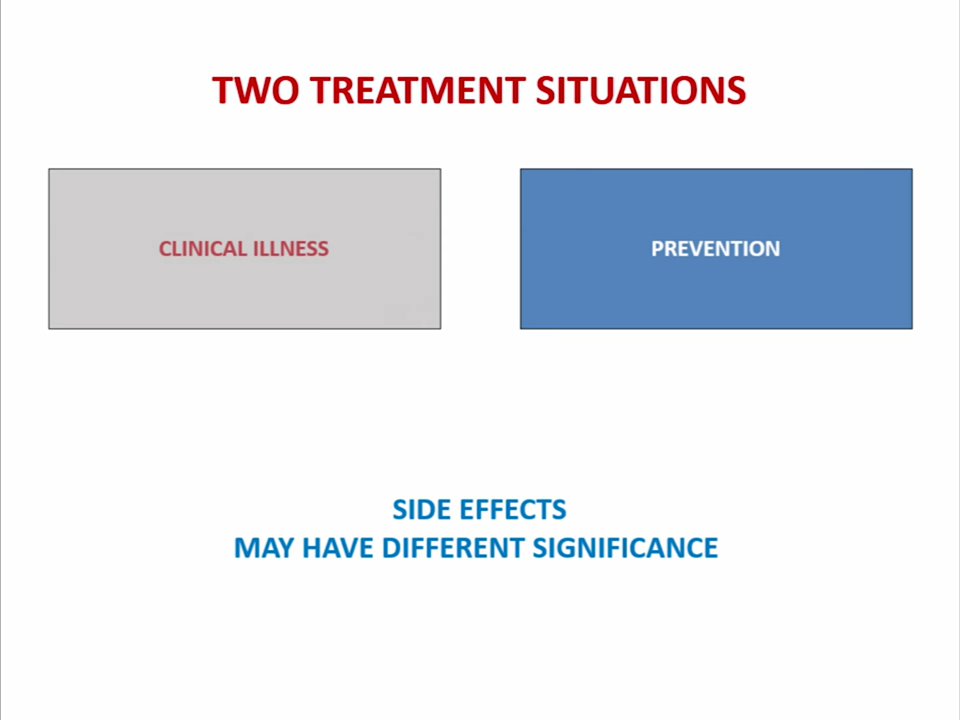 TWO TREATMENT SITUATIONS
CLINICAL ILLNESS
PREVENTION
SIDE EFFECTS
MAY HAVE DIFFERENT SIGNIFICANCE